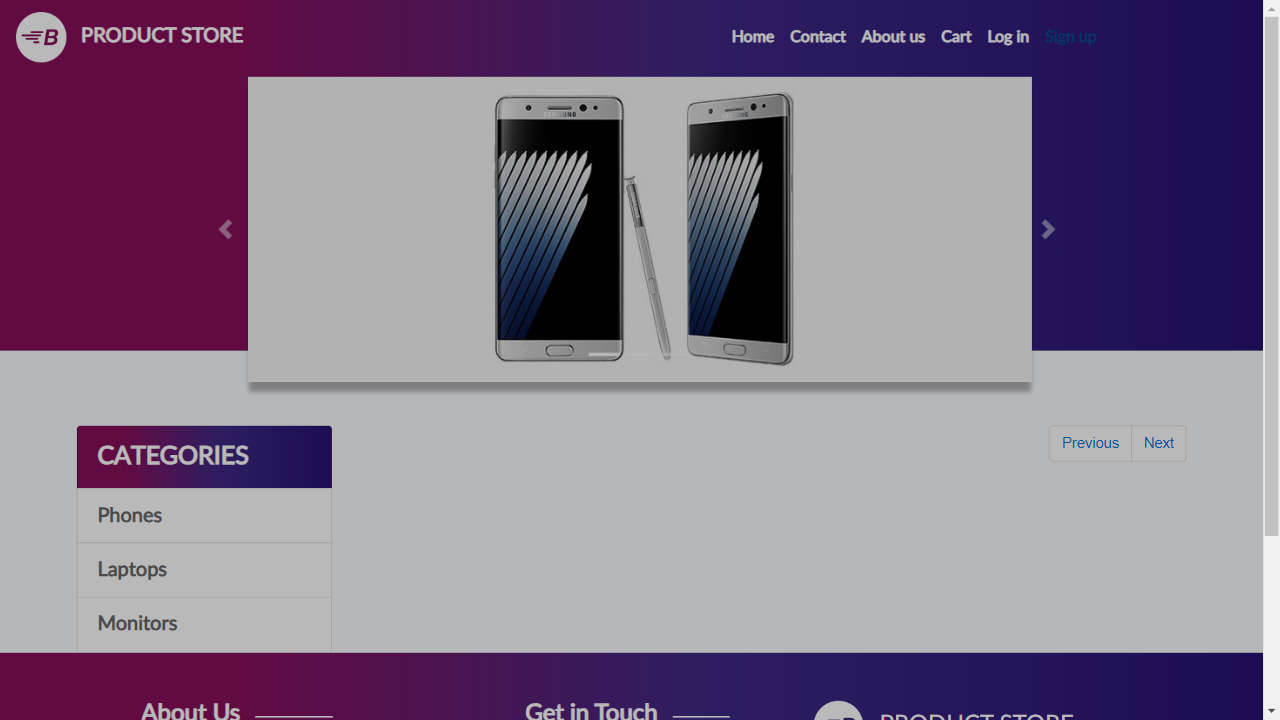 B PRODUCT STORE
Home Contact About us Cart Log in Sign up
SAMSUNG SAMSUNG
CATEGORIES
Previous Next
Phones
Laptops
Monitors
About Us
Get in Touch
B PRODUCT STORE